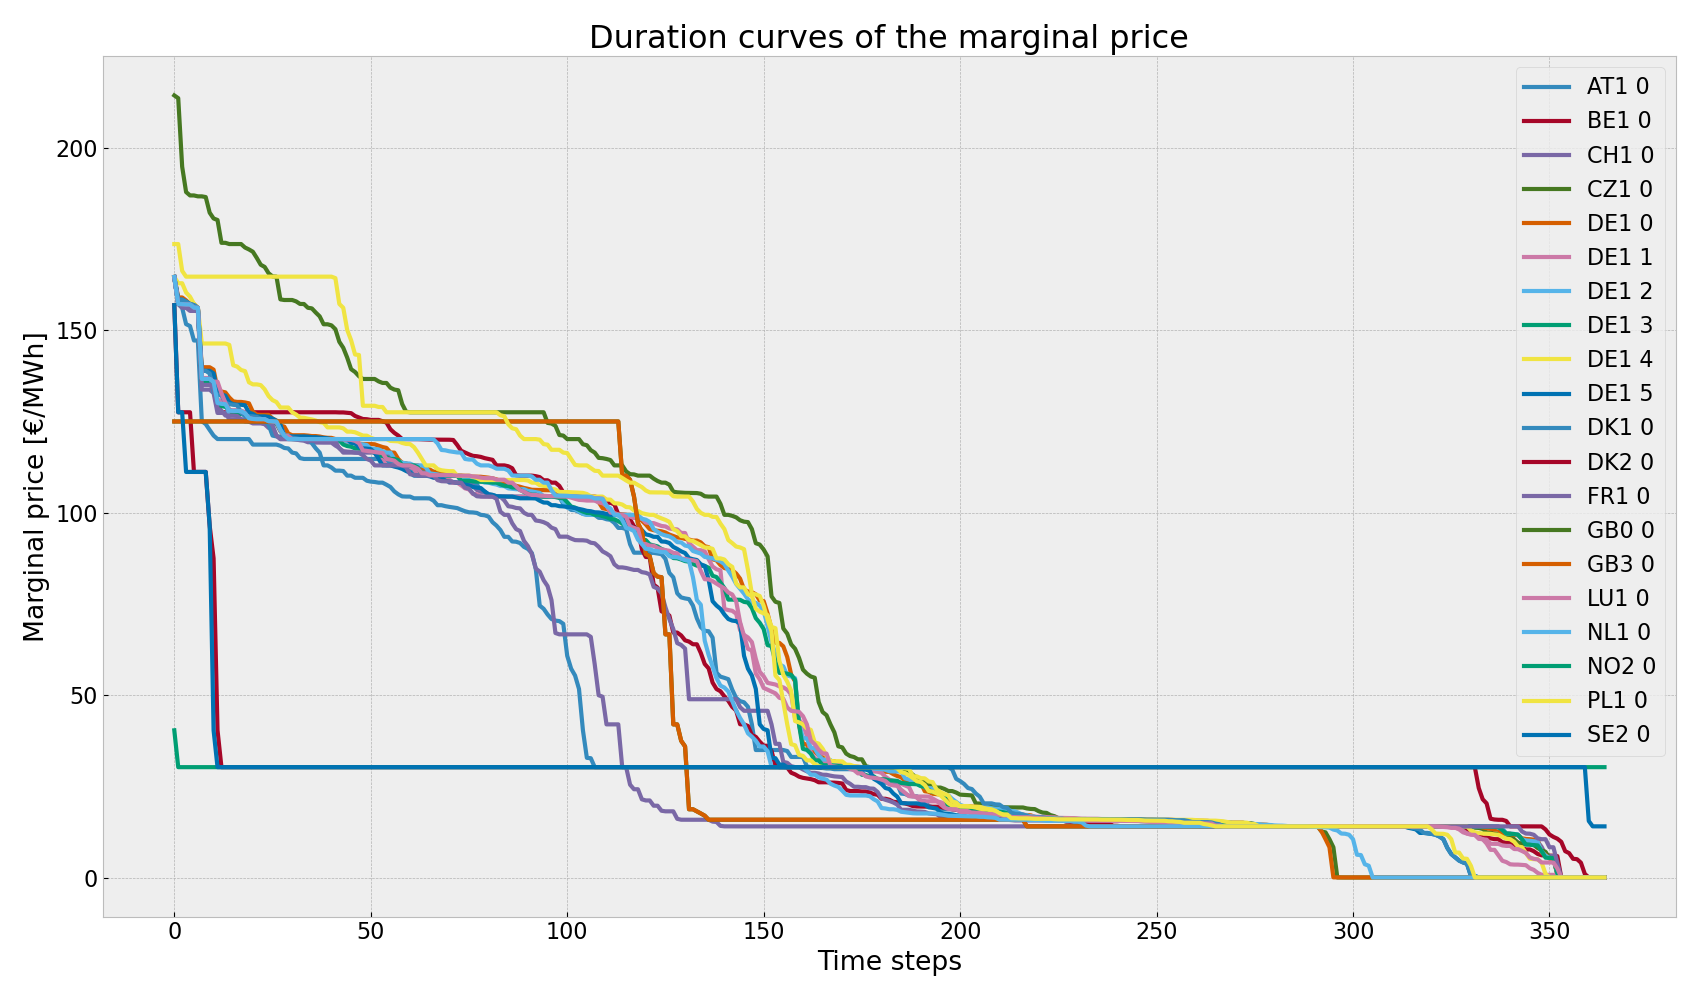 Duration curves of the marginal price
Marginal price [€/MWh]
200
150
100
50
0
0 50 100 150 200 250 300 350
Time steps
AT1 0
BE1 0
CH1 0
CZ1 0
DE1 0
DE1 1
DE1 2
DE1 3
DE1 4
DE1 5
DK1 0
DK2 0
FR1 0
GB0 0
GB3 0
LU1 0
NL1 0
NO2 0
PL1 0
SE2 0